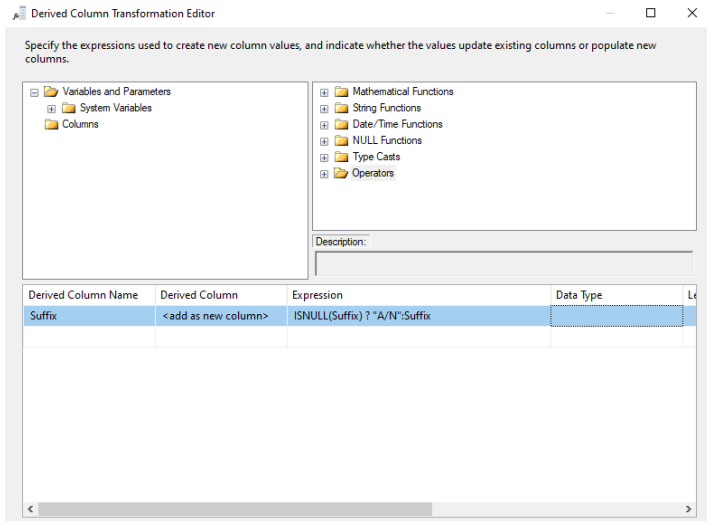 Derived Column Transformation Editor
Specify the expressions used to create new column values, and indicate whether the values update existing columns or populate new
columns.
Variables and Parameters
System Variables
Columns
Mathematical Functions
String Functions
Date/Time Functions
NULL Functions
Type Casts
Operators
Description:
Derived Column Name Derived Column Expression Data Type Le
Suffix <add as new column> ISNULL(Suffix) ? "A/N":Suffix